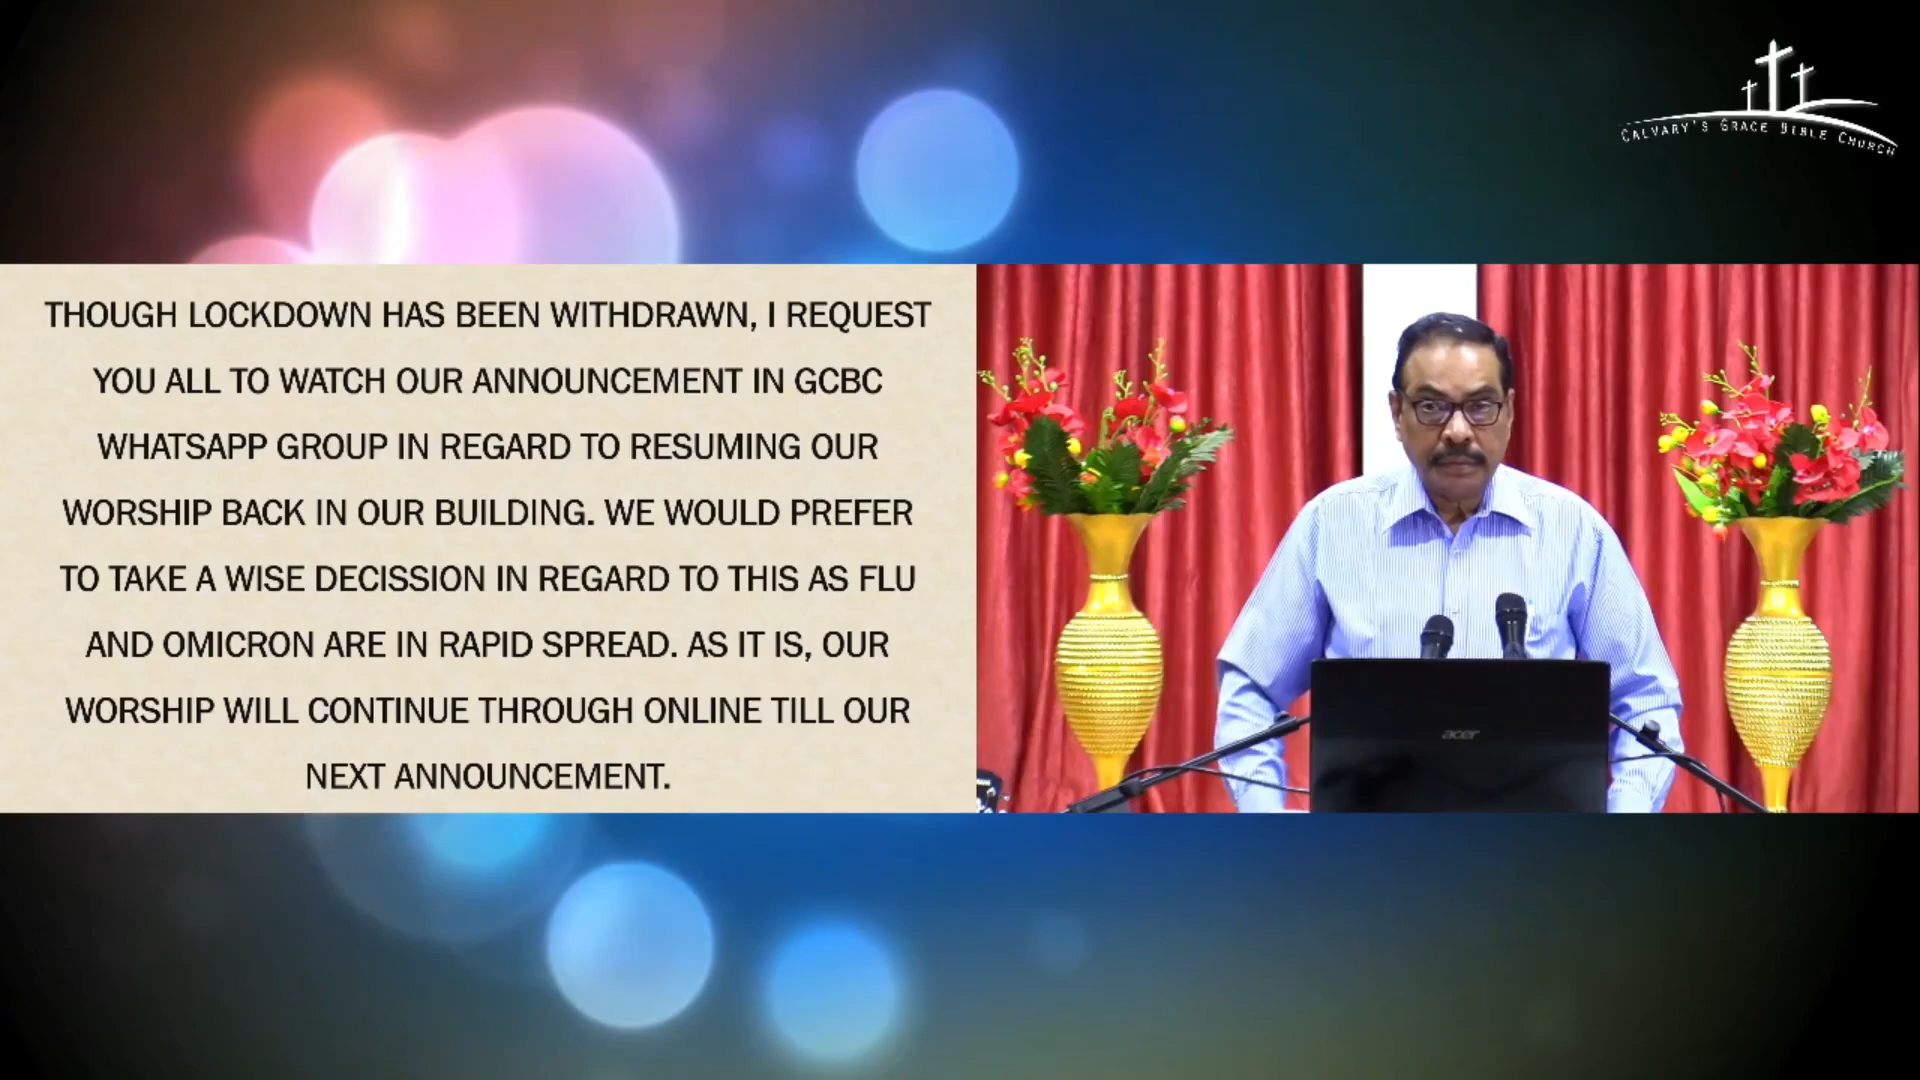 CALVARY'S GRACE BIBLE CHURCH
THOUGH LOCKDOWN HAS BEEN WITHDRAWN, I REQUEST
YOU ALL TO WATCH OUR ANNOUNCEMENT IN GCBC
WHATSAPP GROUP IN REGARD TO RESUMING OUR
WORSHIP BACK IN OUR BUILDING. WE WOULD PREFER
TO TAKE A WISE DECISSION IN REGARD TO THIS AS FLU
AND OMICRON ARE IN RAPID SPREAD. AS IT IS, OUR
WORSHIP WILL CONTINUE THROUGH ONLINE TILL OUR
NEXT ANNOUNCEMENT.
acer